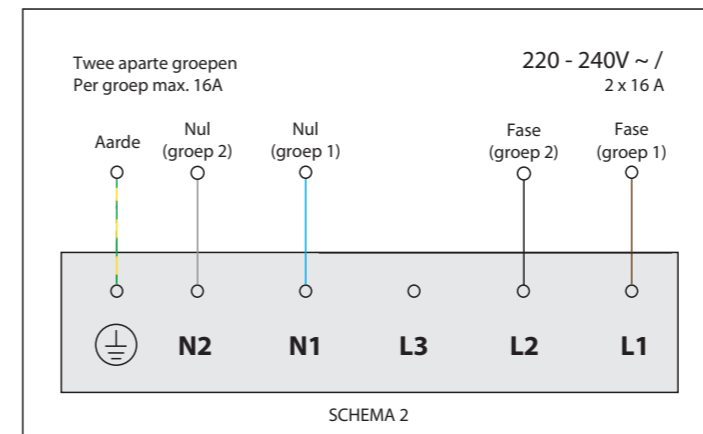 Twee aparte groepen
Per groep max. 16A
220 - 240V ~ /
2 x 16 A
Aarde
Nul
(groep 2)
Nul
(groep 1)
Fase
(groep 2)
Fase
(groep 1)
N2
N1
L3
L2
L1
SCHEMA 2